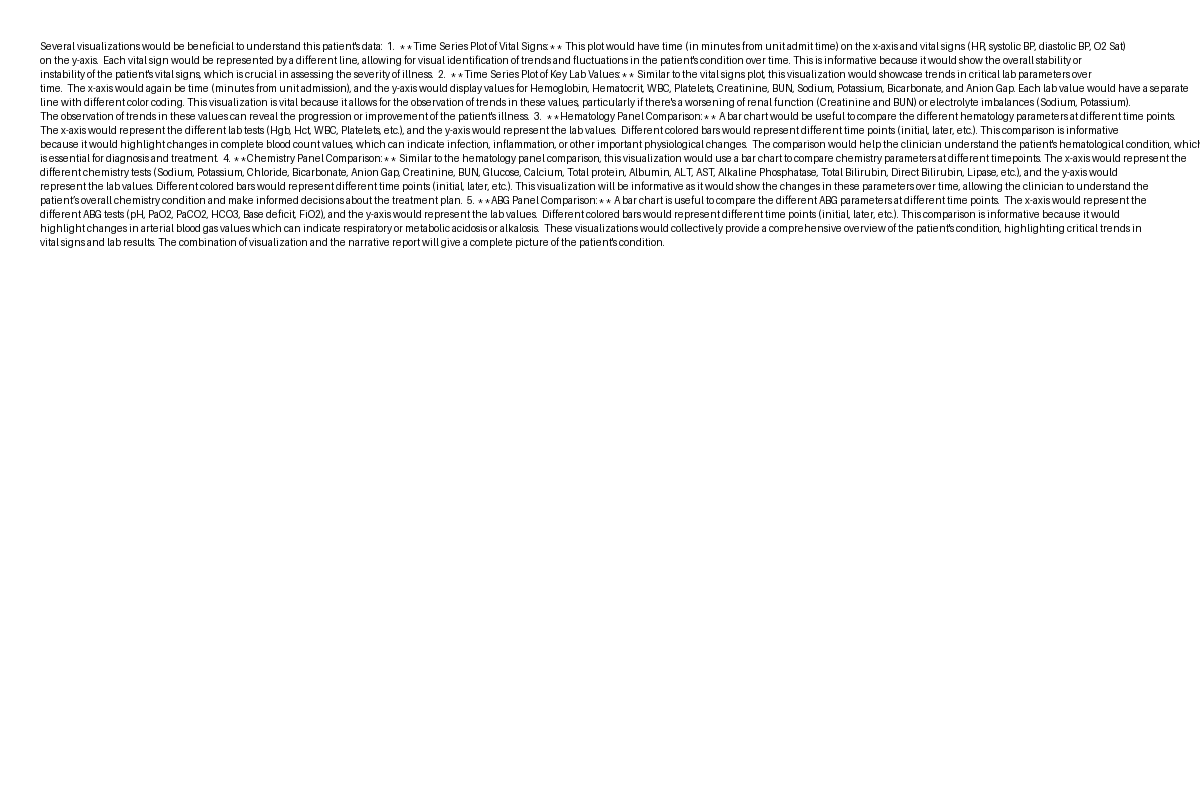 Several visualizations would be beneficial to understand this patient's data:  1.  **Time Series Plot of Vital Signs:** This plot would have time (in minutes from unit admit time) on the x-axis and vital signs (HR, systolic BP, diastolic BP, O2 Sat)
on the y-axis.  Each vital sign would be represented by a different line, allowing for visual identification of trends and fluctuations in the patient's condition over time. This is informative because it would show the overall stability or
instability of the patient's vital signs, which is crucial in assessing the severity of illness.  2.  **Time Series Plot of Key Lab Values:** Similar to the vital signs plot, this visualization would showcase trends in critical lab parameters over
time.  The x-axis would again be time (minutes from unit admission), and the y-axis would display values for Hemoglobin, Hematocrit, WBC, Platelets, Creatinine, BUN, Sodium, Potassium, Bicarbonate, and Anion Gap. Each lab value would have a separate
line with different color coding. This visualization is vital because it allows for the observation of trends in these values, particularly if there's a worsening of renal function (Creatinine and BUN) or electrolyte imbalances (Sodium, Potassium).
The observation of trends in these values can reveal the progression or improvement of the patient's illness.  3.  **Hematology Panel Comparison:** A bar chart would be useful to compare the different hematology parameters at different time points.
The x-axis would represent the different lab tests (Hgb, Hct, WBC, Platelets, etc.), and the y-axis would represent the lab values.  Different colored bars would represent different time points (initial, later, etc.). This comparison is informative
because it would highlight changes in complete blood count values, which can indicate infection, inflammation, or other important physiological changes.  The comparison would help the clinician understand the patient's hematological condition, which
is essential for diagnosis and treatment.  4.  **Chemistry Panel Comparison:** Similar to the hematology panel comparison, this visualization would use a bar chart to compare chemistry parameters at different timepoints. The x-axis would represent the
different chemistry tests (Sodium, Potassium, Chloride, Bicarbonate, Anion Gap, Creatinine, BUN, Glucose, Calcium, Total protein, Albumin, ALT, AST, Alkaline Phosphatase, Total Bilirubin, Direct Bilirubin, Lipase, etc.), and the y-axis would
represent the lab values. Different colored bars would represent different time points (initial, later, etc.). This visualization will be informative as it would show the changes in these parameters over time, allowing the clinician to understand the
patient's overall chemistry condition and make informed decisions about the treatment plan.  5.  **ABG Panel Comparison:** A bar chart is useful to compare the different ABG parameters at different time points.  The x-axis would represent the
different ABG tests (pH, PaO2, PaCO2, HCO3, Base deficit, FiO2), and the y-axis would represent the lab values.  Different colored bars would represent different time points (initial, later, etc.). This comparison is informative because it would
highlight changes in arterial blood gas values which can indicate respiratory or metabolic acidosis or alkalosis.  These visualizations would collectively provide a comprehensive overview of the patient's condition, highlighting critical trends in
vital signs and lab results. The combination of visualization and the narrative report will give a complete picture of the patient's condition.